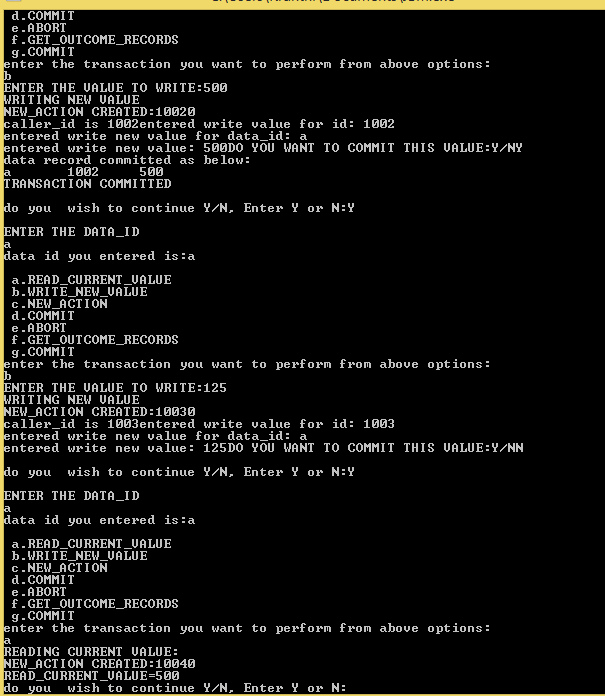 d.COMMIT
e.ABORT
f.GET_OUTCOME_RECORDS
g.COMMIT
enter the transaction you want to perform from above options:
b
ENTER THE VALUE TO WRITE:500
WRITING NEW VALUE
NEW_ACTION CREATED:10020
caller_id is 1002entered write value for id: 1002
entered write new value for data_id: a
entered write new value: 500DO YOU WANT TO COMMIT THIS VALUE:Y/NY
data record committed as below:
a 1002 500
TRANSACTION COMMITTED
do you wish to continue Y/N, Enter Y or N:Y
ENTER THE DATA_ID
a
data id you entered is:a
a.READ_CURRENT_VALUE
b.WRITE_NEW_VALUE
c.NEW_ACTION
d.COMMIT
e.ABORT
f.GET_OUTCOME_RECORDS
g.COMMIT
enter the transaction you want to perform from above options:
b
ENTER THE VALUE TO WRITE:125
WRITING NEW VALUE
NEW_ACTION CREATED:10030
caller_id is 1003entered write value for id: 1003
entered write new value for data_id: a
entered write new value: 125DO YOU WANT TO COMMIT THIS VALUE:Y/NN
do you wish to continue Y/N, Enter Y or N:Y
ENTER THE DATA_ID
a
data id you entered is:a
a.READ_CURRENT_VALUE
b.WRITE_NEW_VALUE
c.NEW_ACTION
d.COMMIT
e.ABORT
f.GET_OUTCOME_RECORDS
g.COMMIT
enter the transaction you want to perform from above options:
a
READING CURRENT VALUE:
NEW_ACTION CREATED:10040
READ_CURRENT_VALUE=500
do you wish to continue Y/N, Enter Y or N: